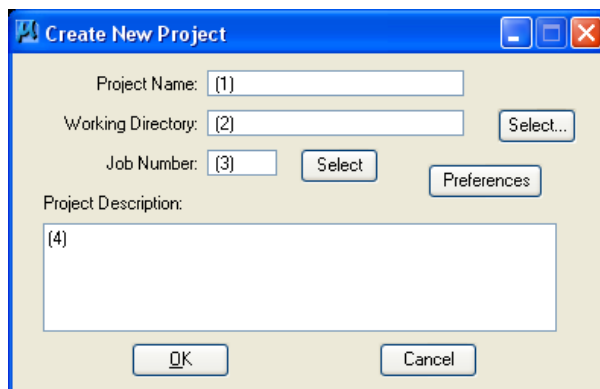 Create New Project
Project Name: (1)
Working Directory: (2) Select...
Job Number: (3) Select
Preferences
Project Description:
(4)
OK Cancel